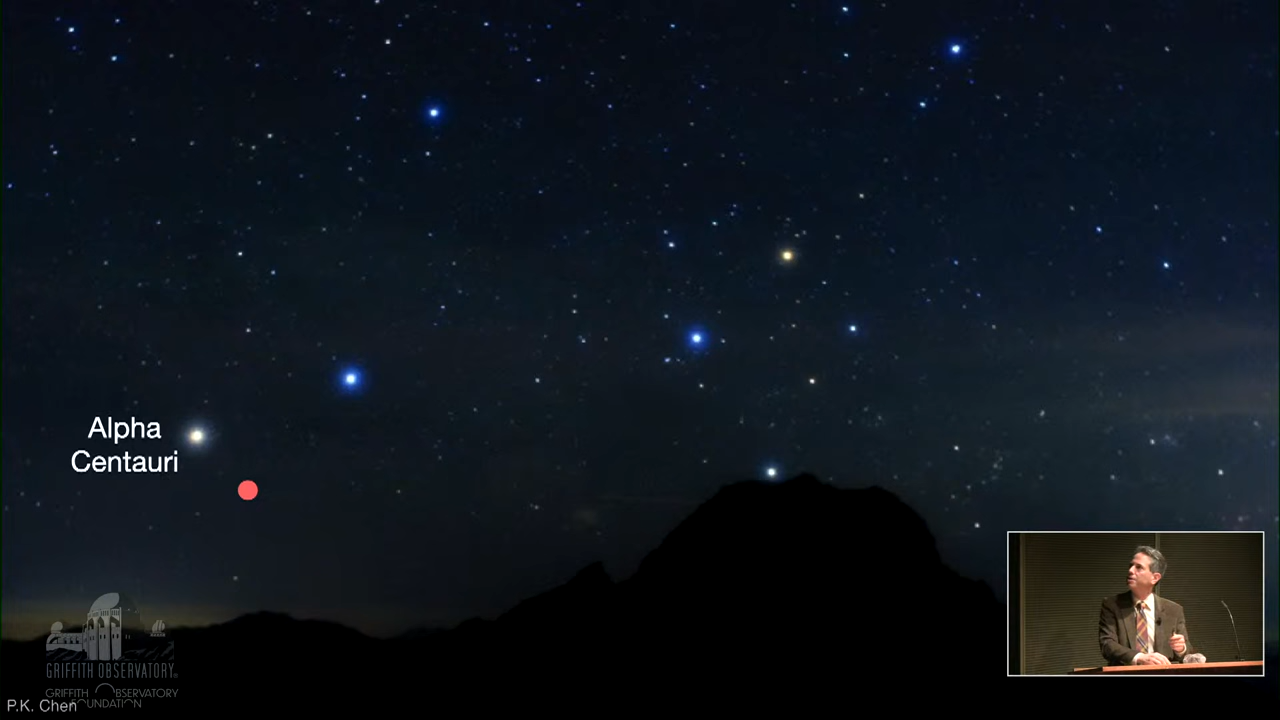 Alpha
Centauri
GRIFFITH OBSERVATORY
GRIFFITH OBSERVATORY
FOUNDATION
P.K. Chen